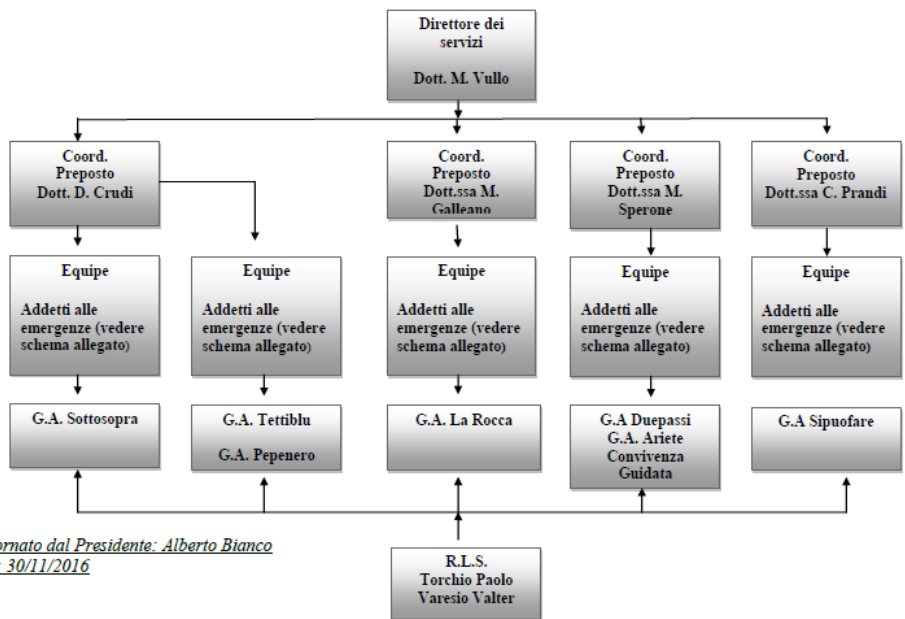 Direttore dei
servizi
Dott. M. Vullo
Coord.
Preposto
Dott. D. Crudi
Coord.
Preposto
Dott.ssa M.
Galleano
Coord.
Preposto
Dott.ssa M.
Sperone
Coord.
Preposto
Dott.ssa C. Prandi
Equipe
Addetti alle
emergenze (vedere
schema allegato)
Equipe
Addetti alle
emergenze (vedere
schema allegato)
Equipe
Addetti alle
emergenze (vedere
schema allegato)
Equipe
Addetti alle
emergenze (vedere
schema allegato)
Equipe
Addetti alle
emergenze (vedere
schema allegato)
G.A. Sottosopra
G.A. Tettiblu
G.A. Pepenero
G.A. La Rocca
G.A Duepassi
G.A. Ariete
Convivenza
Guidata
G.A Sipuofare
dal Presidente: Alberto Bianco
30/11/2016
R.L.S.
Torchio Paolo
Varesio Valter